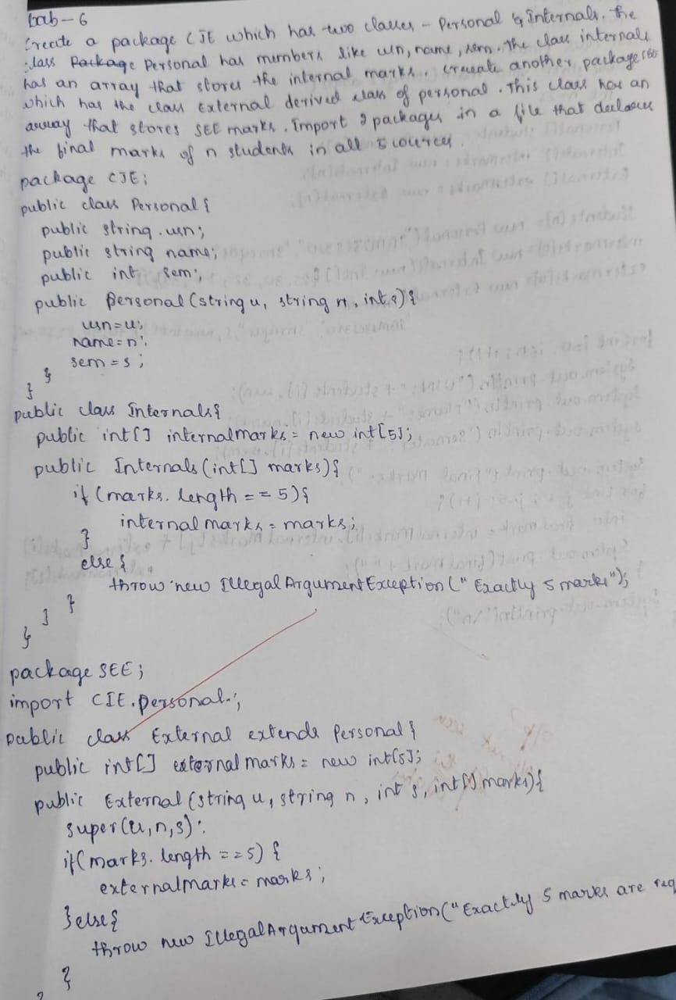 Lab-6
Create a package CIE which has two classes - Personal & Internals. The
class Package Personal has members like usn, name, sem. The class internals
has an array that stores the internal marks. Create another package SEE
which has the class External derived class of personal. This class has an
array that stores SEE marks. Import 2 packages in a file that declares
the final marks of n students in all 5 courses.
package CIE;
public class Personal {
public string usn;
public string name;
public int sem;
public Personal (string u, string n, int s) {
usn = u;
name = n;
sem = s;
}
}
public class Internals {
public int[] internalmarks = new int[5];
public Internals (int[] marks) {
if (marks.length == 5) {
internalmarks = marks;
}
else {
throw new IllegalArgumentException ("Exactly 5 marks");
}
}
}
package SEE;
import CIE.personal;
public class External extends Personal {
public int[] externalmarks = new int[5];
public External (string u, string n, int s, int[] marks) {
super(u,n,s);
if(marks.length == 5) {
externalmarks = marks;
} else {
throw new IllegalArgumentException ("Exactly 5 marks are req
}
}